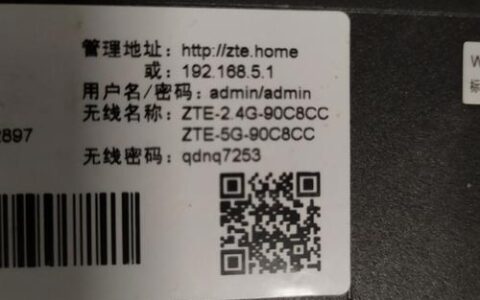 管理地址: http://zte.home
或: 192.168.5.1
用户名/密码: admin/admin
无线名称: ZTE-2.4G-90C8CC
ZTE-5G-90C8CC
2897
无线密码: qdnq7253
W
标